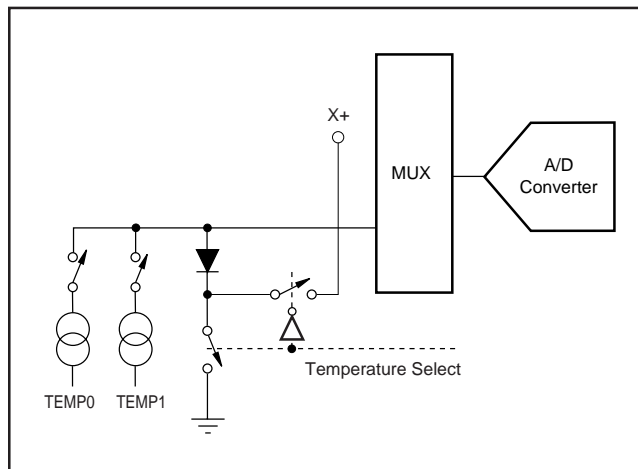 X+
MUX
A/D
Converter
Temperature Select
TEMP0
TEMP1